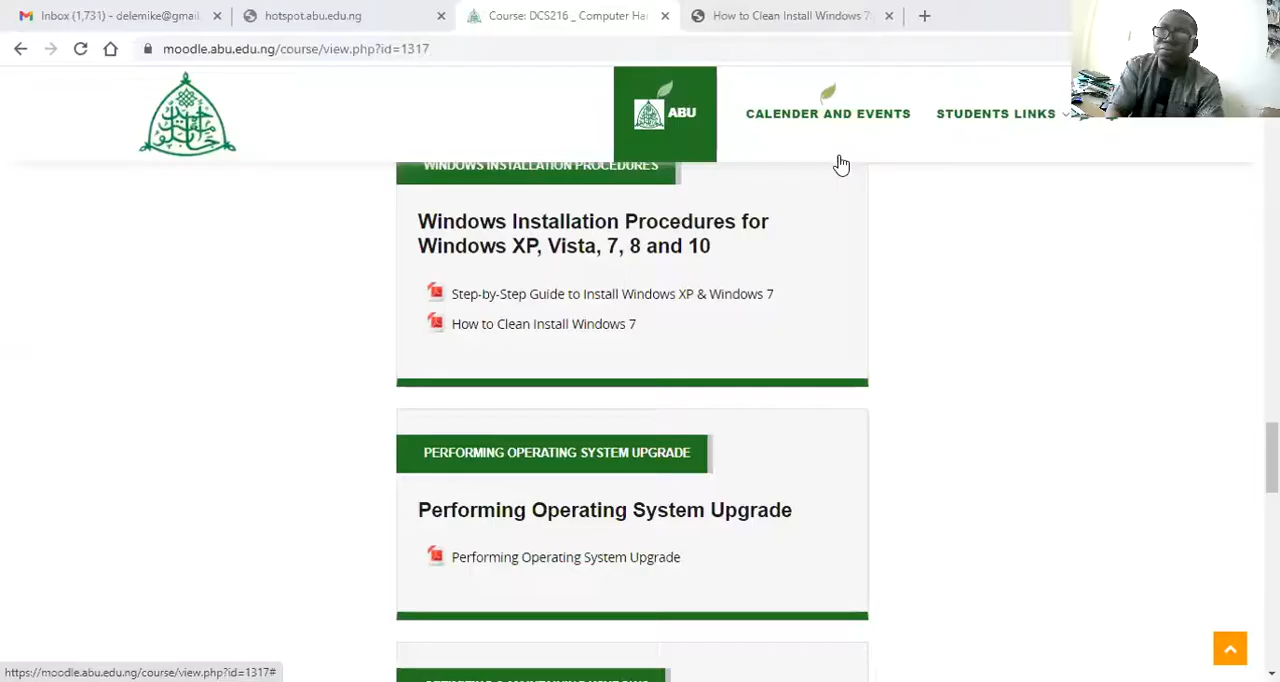 Inbox (1,731) - delemike@gmail.
hotspot.abu.edu.ng
Course: DCS216 _ Computer Ha
How to Clean Install Windows 7:
moodle.abu.edu.ng/course/view.php?id=1317
ABU
CALENDER AND EVENTS
STUDENTS LINKS
WINDOWS INSTALLATION PROCEDURES
Windows Installation Procedures for
Windows XP, Vista, 7, 8 and 10
Step-by-Step Guide to Install Windows XP & Windows 7
How to Clean Install Windows 7
PERFORMING OPERATING SYSTEM UPGRADE
Performing Operating System Upgrade
Performing Operating System Upgrade
https://moodle.abu.edu.ng/course/view.php?id=1317#